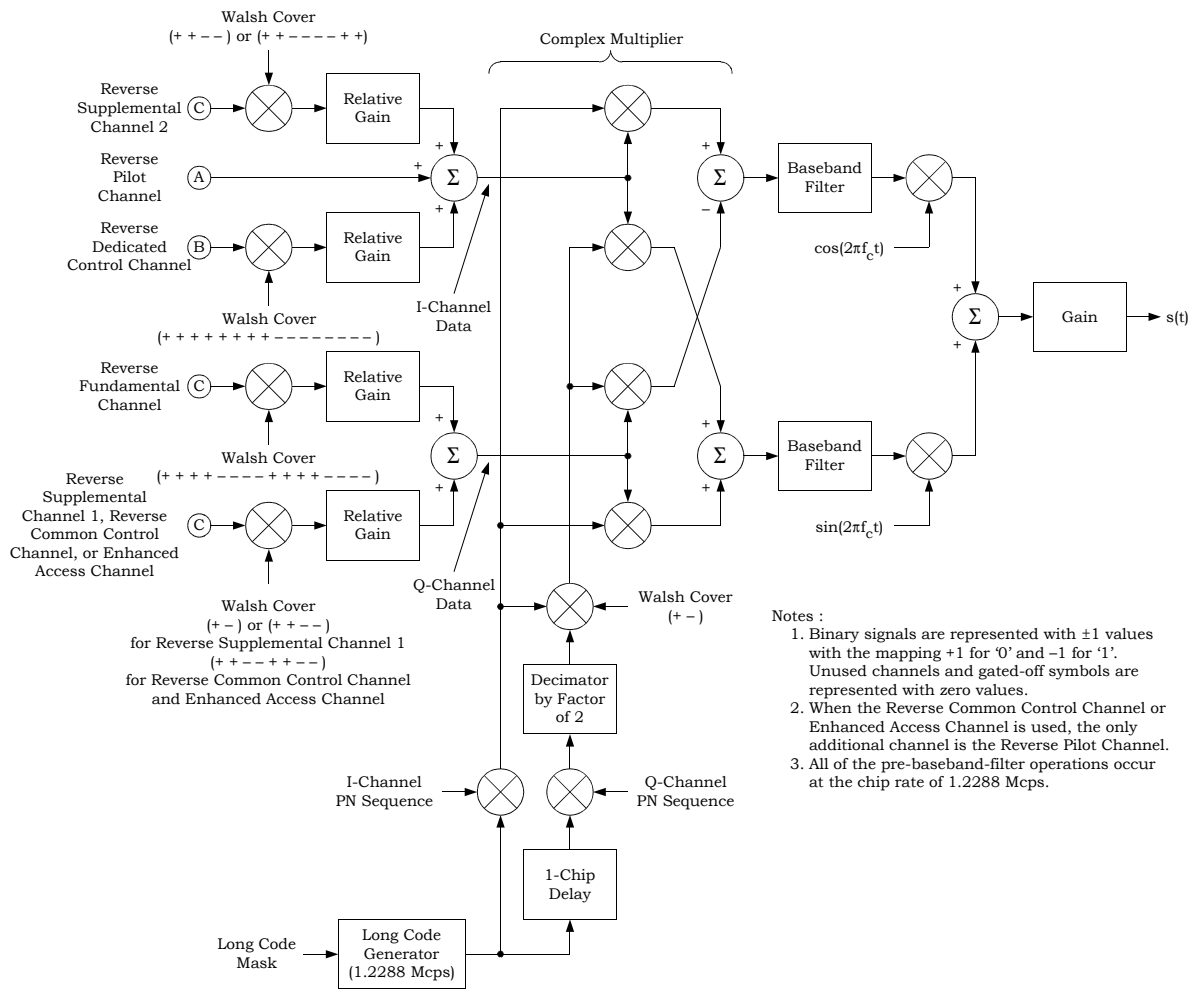 Walsh Cover
(+ + – –) or (+ + – – – – + +)
Complex Multiplier
Reverse
Supplemental
Channel 2
C
Relative
Gain
+
Reverse
Pilot
Channel
A
+
Σ
+
Reverse
Dedicated
Control Channel
B
Relative
Gain
Walsh Cover
(+ + + + + + + + – – – – – – – –)
I-Channel
Data
+
Σ
–
Baseband
Filter
cos(2πf_c t)
+
Σ
+
Gain
s(t)
Reverse
Fundamental
Channel
C
Relative
Gain
+
Σ
+
Walsh Cover
(+ + + + – – – – + + + + – – – –)
Reverse
Supplemental
Channel 1, Reverse
Common Control
Channel, or Enhanced
Access Channel
C
Relative
Gain
Q-Channel
Data
+
Σ
+
Baseband
Filter
sin(2πf_c t)
Walsh Cover
(+ –) or (+ + – –)
for Reverse Supplemental Channel 1
(+ + – – + + – –)
for Reverse Common Control Channel
and Enhanced Access Channel
Walsh Cover
(+ –)
Decimator
by Factor
of 2
I-Channel
PN Sequence
Q-Channel
PN Sequence
1-Chip
Delay
Long Code
Mask
Long Code
Generator
(1.2288 Mcps)
Notes :
1. Binary signals are represented with ±1 values
with the mapping +1 for ‘0’ and –1 for ‘1’.
Unused channels and gated-off symbols are
represented with zero values.
2. When the Reverse Common Control Channel or
Enhanced Access Channel is used, the only
additional channel is the Reverse Pilot Channel.
3. All of the pre-baseband-filter operations occur
at the chip rate of 1.2288 Mcps.